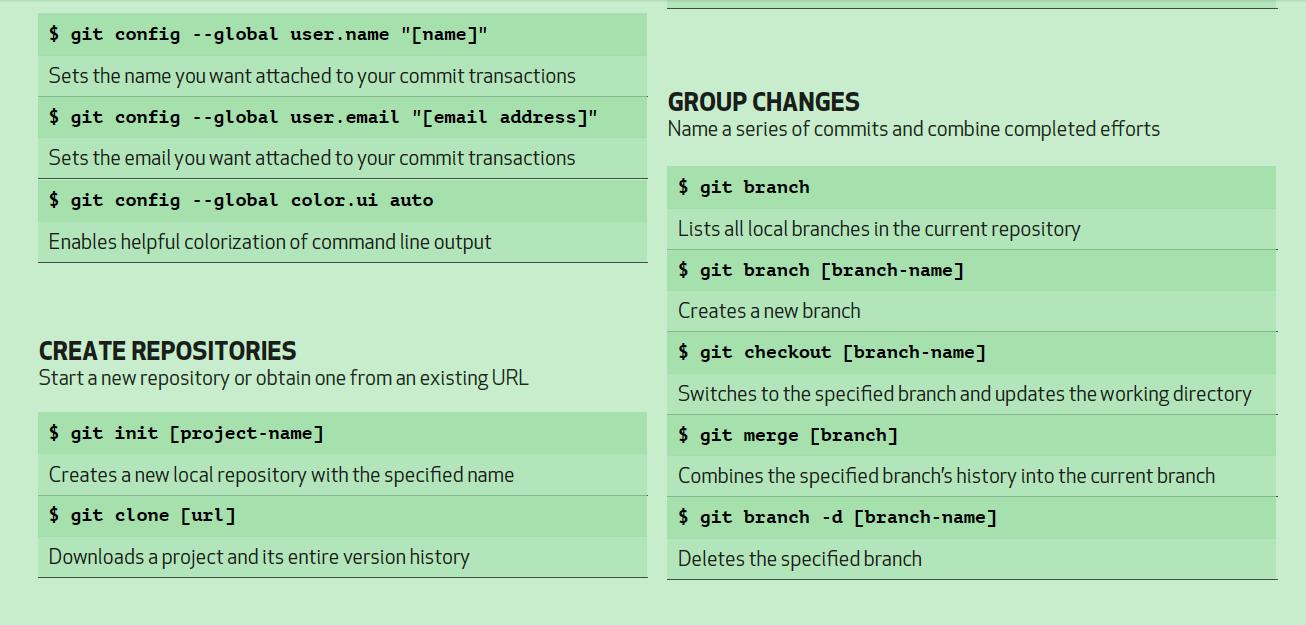 $ git config --global user.name "[name]"
Sets the name you want attached to your commit transactions
$ git config --global user.email "[email address]"
Sets the email you want attached to your commit transactions
$ git config --global color.ui auto
Enables helpful colorization of command line output
CREATE REPOSITORIES
Start a new repository or obtain one from an existing URL
$ git init [project-name]
Creates a new local repository with the specified name
$ git clone [url]
Downloads a project and its entire version history
GROUP CHANGES
Name a series of commits and combine completed efforts
$ git branch
Lists all local branches in the current repository
$ git branch [branch-name]
Creates a new branch
$ git checkout [branch-name]
Switches to the specified branch and updates the working directory
$ git merge [branch]
Combines the specified branch’s history into the current branch
$ git branch -d [branch-name]
Deletes the specified branch